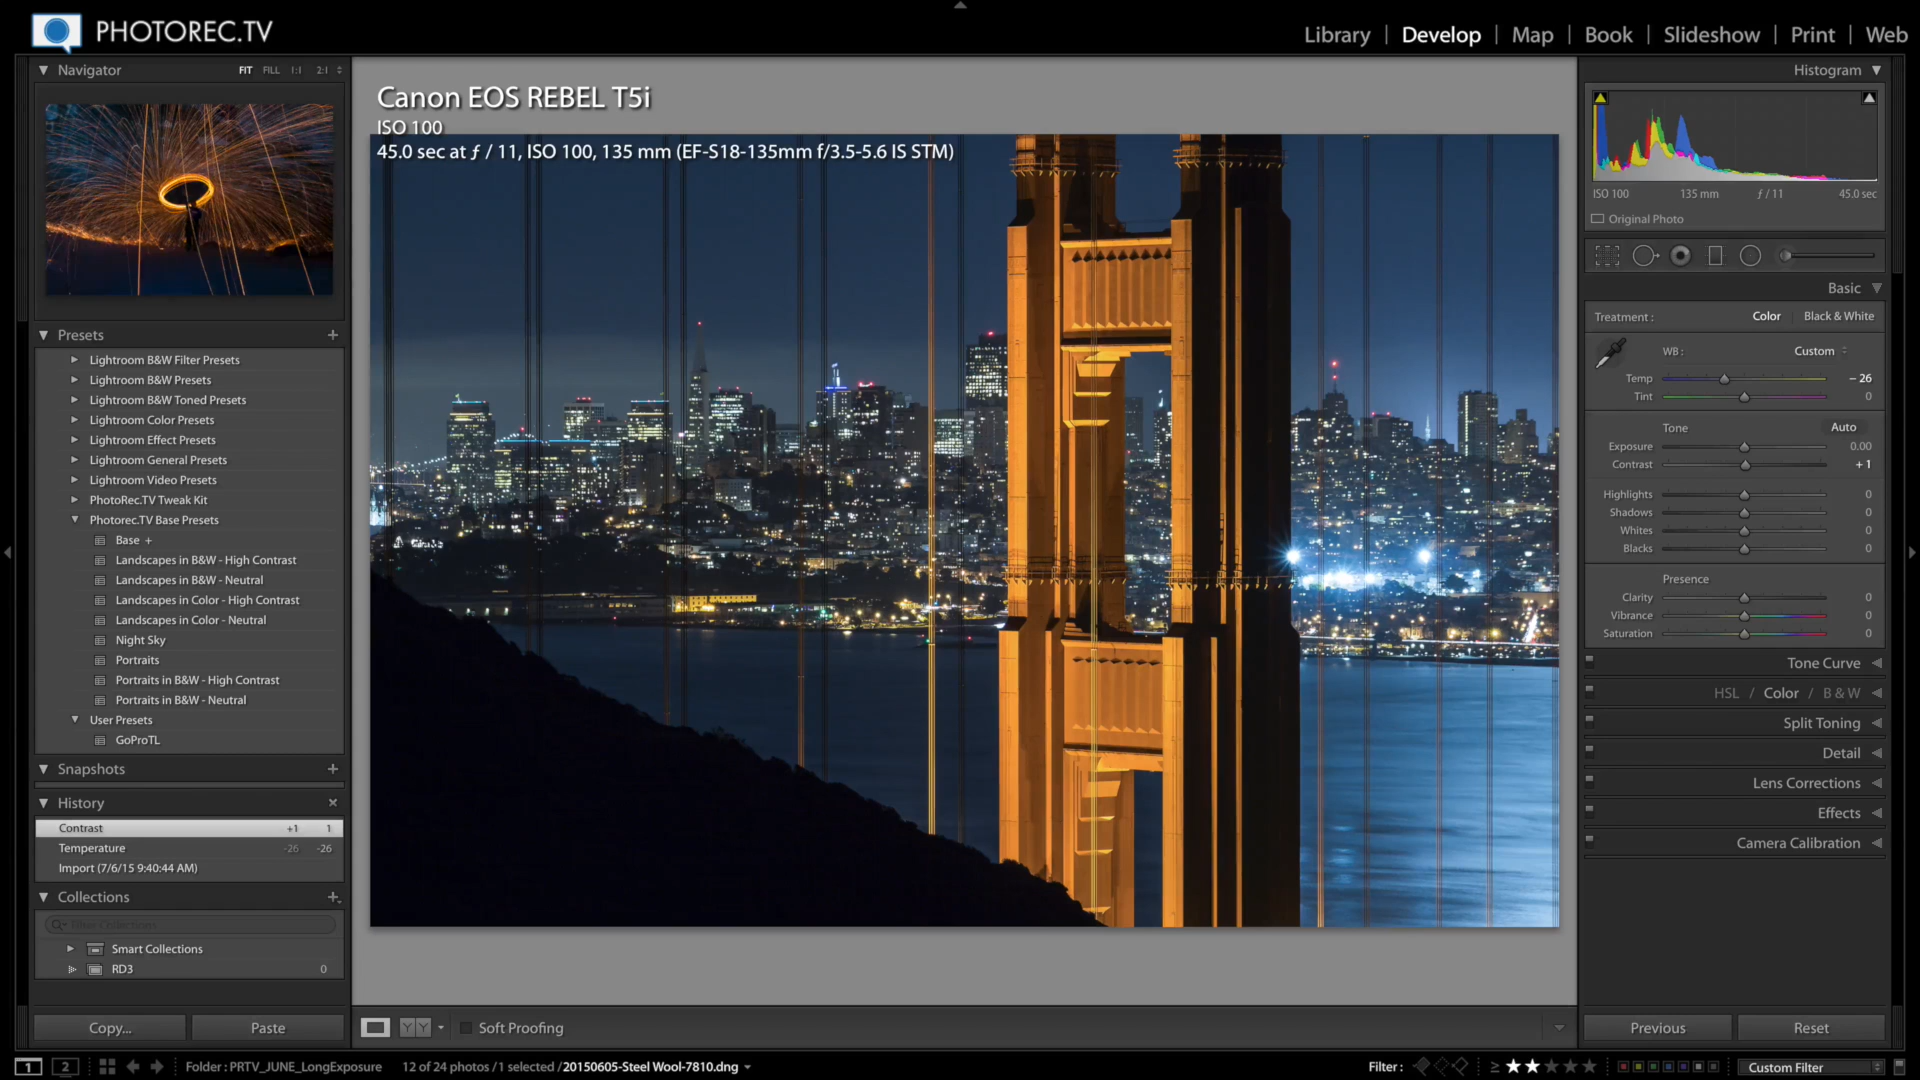 PHOTOREC.TV
Library | Develop | Map | Book | Slideshow | Print | Web
Navigator FIT FILL 1:1 2:1
Presets +
Lightroom B&W Filter Presets
Lightroom B&W Presets
Lightroom B&W Toned Presets
Lightroom Color Presets
Lightroom Effect Presets
Lightroom General Presets
Lightroom Video Presets
PhotoRec.TV Tweak Kit
Photorec.TV Base Presets
Base +
Landscapes in B&W - High Contrast
Landscapes in B&W - Neutral
Landscapes in Color - High Contrast
Landscapes in Color - Neutral
Night Sky
Portraits
Portraits in B&W - High Contrast
Portraits in B&W - Neutral
User Presets
GoProTL
Snapshots +
History ×
Contrast +1 1
Temperature -26 -26
Import (7/6/15 9:40:44 AM)
Collections +
Filter Collections
Smart Collections
RD3 0
Copy... Paste
Canon EOS REBEL T5i
ISO 100
45.0 sec at ƒ / 11, ISO 100, 135 mm (EF-S18-135mm f/3.5-5.6 IS STM)
Soft Proofing
Histogram
ISO 100 135 mm ƒ / 11 45.0 sec
Original Photo
Basic
Treatment : Color Black & White
WB : Custom
Temp - 26
Tint 0
Tone Auto
Exposure 0.00
Contrast + 1
Highlights 0
Shadows 0
Whites 0
Blacks 0
Presence
Clarity 0
Vibrance 0
Saturation 0
Tone Curve
HSL / Color / B & W
Split Toning
Detail
Lens Corrections
Effects
Camera Calibration
Previous Reset
1 2 Folder : PRTV_JUNE_LongExposure 12 of 24 photos / 1 selected / 20150605-Steel Wool-7810.dng Filter : ≥ ★★★★★ Custom Filter